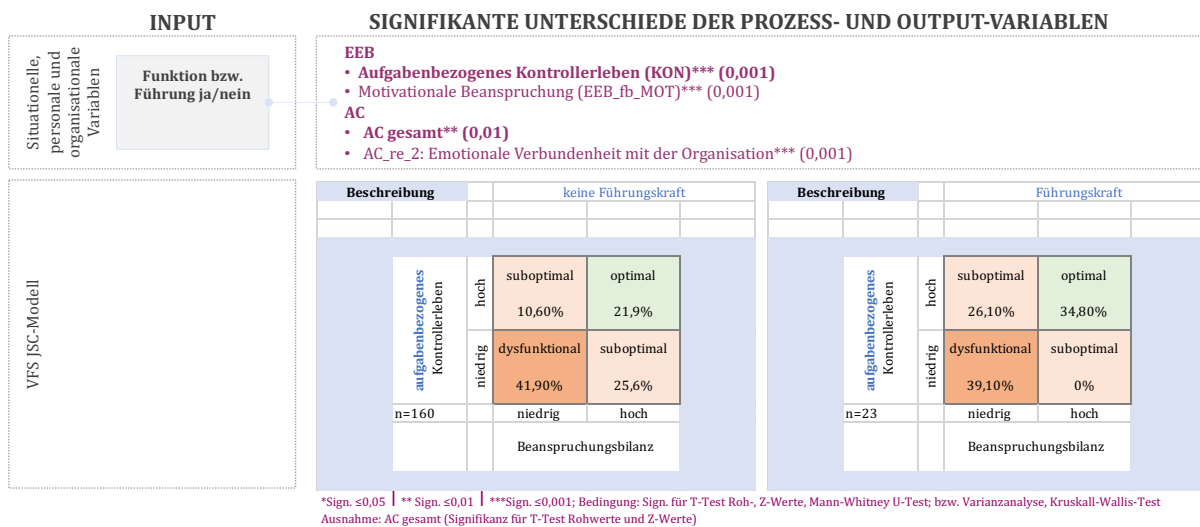 INPUT
SIGNIFIKANTE UNTERSCHIEDE DER PROZESS- UND OUTPUT-VARIABLEN
Situationelle,
personale und
organisationale
Variablen
Funktion bzw.
Führung ja/nein
EEB
• Aufgabenbezogenes Kontrollerleben (KON)*** (0,001)
• Motivationale Beanspruchung (EEB_fb_MOT)*** (0,001)
AC
• AC gesamt** (0,01)
• AC_re_2: Emotionale Verbundenheit mit der Organisation*** (0,001)
VFS JSC-Modell
Beschreibung
keine Führungskraft
aufgabenbezogenes
Kontrollerleben
hoch
suboptimal
optimal
10,60%
21,9%
niedrig
dysfunktional
suboptimal
41,90%
25,6%
n=160
niedrig
hoch
Beanspruchungsbilanz
Beschreibung
Führungskraft
aufgabenbezogenes
Kontrollerleben
hoch
suboptimal
optimal
26,10%
34,80%
niedrig
dysfunktional
suboptimal
39,10%
0%
n=23
niedrig
hoch
Beanspruchungsbilanz
*Sign. ≤0,05 | ** Sign. ≤0,01 | ***Sign. ≤0,001; Bedingung: Sign. für T-Test Roh-, Z-Werte, Mann-Whitney U-Test; bzw. Varianzanalyse, Kruskall-Wallis-Test
Ausnahme: AC gesamt (Signifikanz für T-Test Rohwerte und Z-Werte)